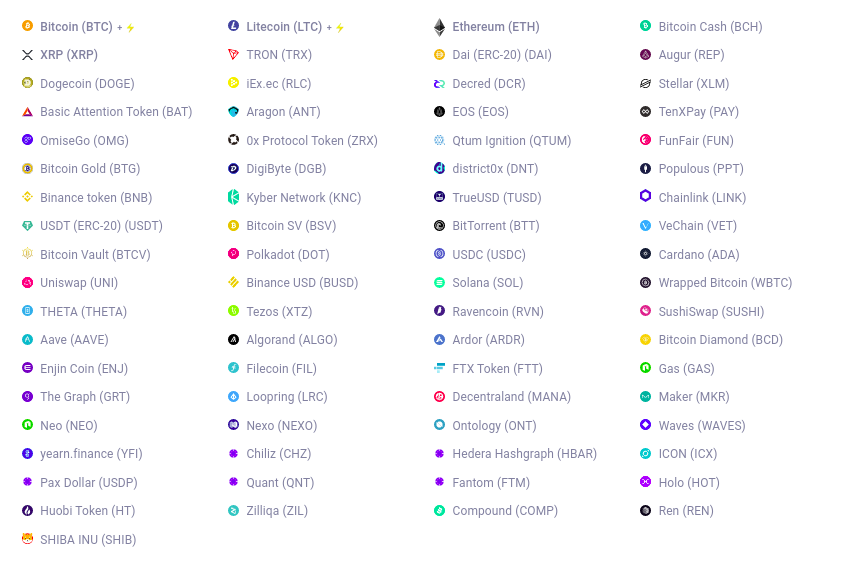 Bitcoin (BTC) + ⚡ Litecoin (LTC) + ⚡ Ethereum (ETH) Bitcoin Cash (BCH)
XRP (XRP) TRON (TRX) Dai (ERC-20) (DAI) Augur (REP)
Dogecoin (DOGE) iEx.ec (RLC) Decred (DCR) Stellar (XLM)
Basic Attention Token (BAT) Aragon (ANT) EOS (EOS) TenXPay (PAY)
OmiseGo (OMG) 0x Protocol Token (ZRX) Qtum Ignition (QTUM) FunFair (FUN)
Bitcoin Gold (BTG) DigiByte (DGB) district0x (DNT) Populous (PPT)
Binance token (BNB) Kyber Network (KNC) TrueUSD (TUSD) Chainlink (LINK)
USDT (ERC-20) (USDT) Bitcoin SV (BSV) BitTorrent (BTT) VeChain (VET)
Bitcoin Vault (BTCV) Polkadot (DOT) USDC (USDC) Cardano (ADA)
Uniswap (UNI) Binance USD (BUSD) Solana (SOL) Wrapped Bitcoin (WBTC)
THETA (THETA) Tezos (XTZ) Ravencoin (RVN) SushiSwap (SUSHI)
Aave (AAVE) Algorand (ALGO) Ardor (ARDR) Bitcoin Diamond (BCD)
Enjin Coin (ENJ) Filecoin (FIL) FTX Token (FTT) Gas (GAS)
The Graph (GRT) Loopring (LRC) Decentraland (MANA) Maker (MKR)
Neo (NEO) Nexo (NEXO) Ontology (ONT) Waves (WAVES)
yearn.finance (YFI) Chiliz (CHZ) Hedera Hashgraph (HBAR) ICON (ICX)
Pax Dollar (USDP) Quant (QNT) Fantom (FTM) Holo (HOT)
Huobi Token (HT) Zilliqa (ZIL) Compound (COMP) Ren (REN)
SHIBA INU (SHIB)